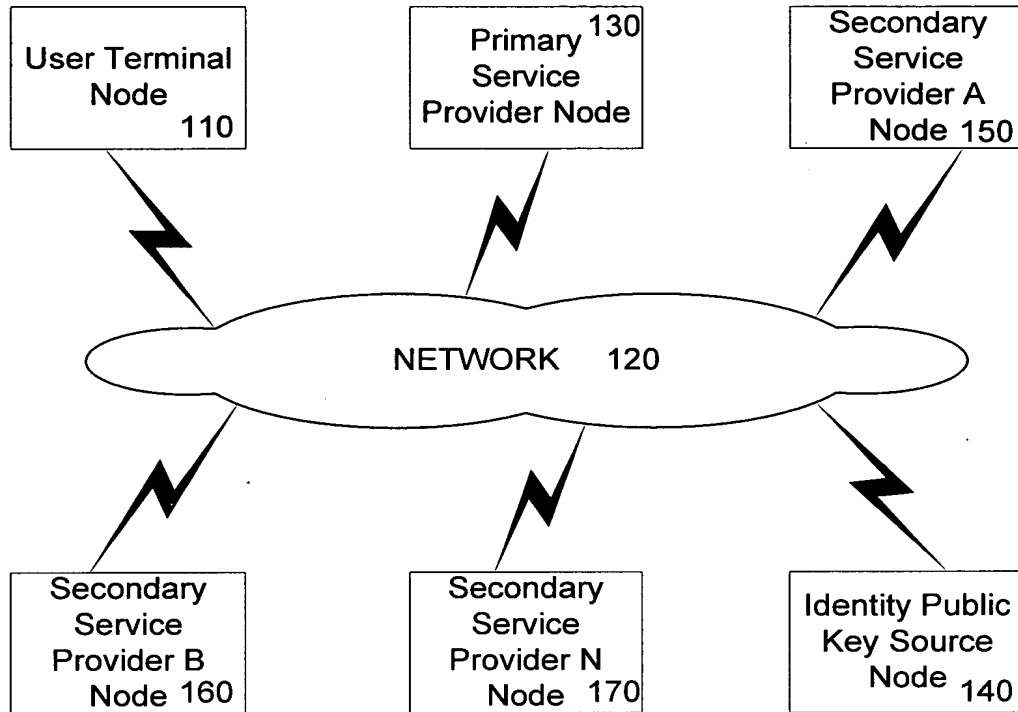 User Terminal
Node
110
Primary 130
Service
Provider Node
Secondary
Service
Provider A
Node 150
NETWORK 120
Secondary
Service
Provider B
Node 160
Secondary
Service
Provider N
Node 170
Identity Public
Key Source
Node
140